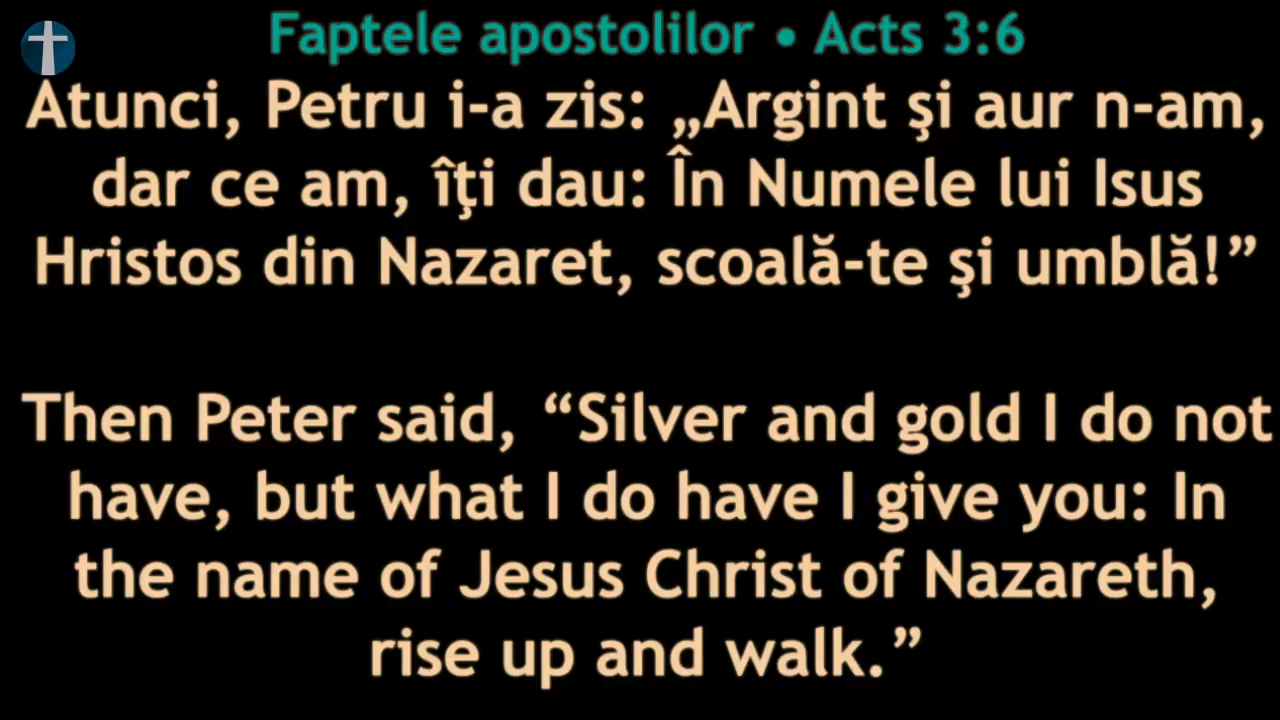 Faptele apostolilor • Acts 3:6
Atunci, Petru i-a zis: „Argint şi aur n-am,
dar ce am, îţi dau: În Numele lui Isus
Hristos din Nazaret, scoală-te şi umblă!”
Then Peter said, “Silver and gold I do not
have, but what I do have I give you: In
the name of Jesus Christ of Nazareth,
rise up and walk.”